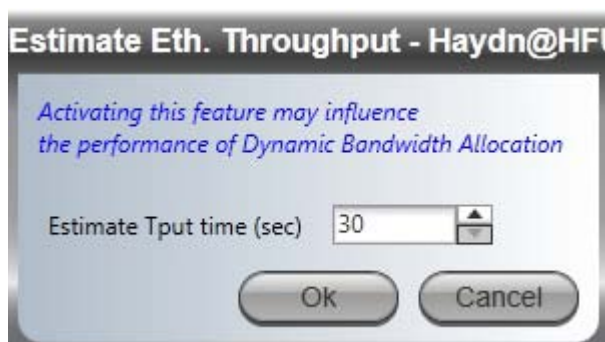 Estimate Eth. Throughput - Haydn@HFU
Activating this feature may influence
the performance of Dynamic Bandwidth Allocation
Estimate Tput time (sec) 30
Ok Cancel